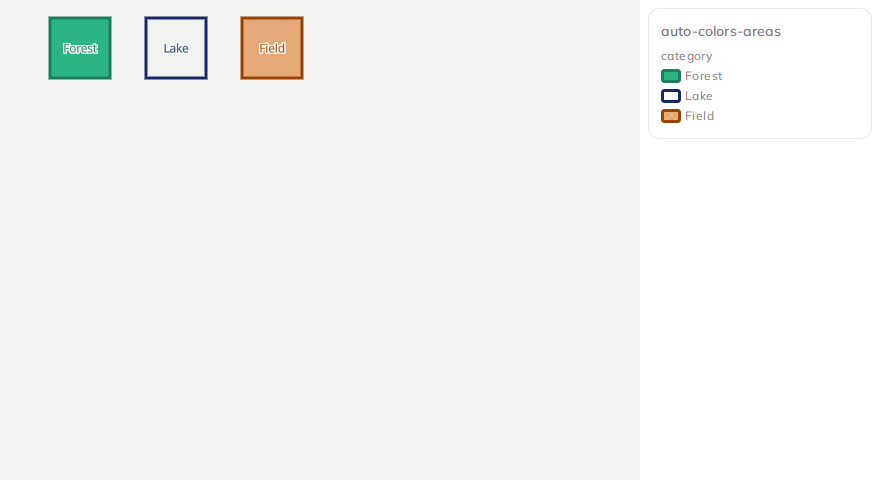 Forest
Lake
Field
auto-colors-areas
category
Forest
Lake
Field